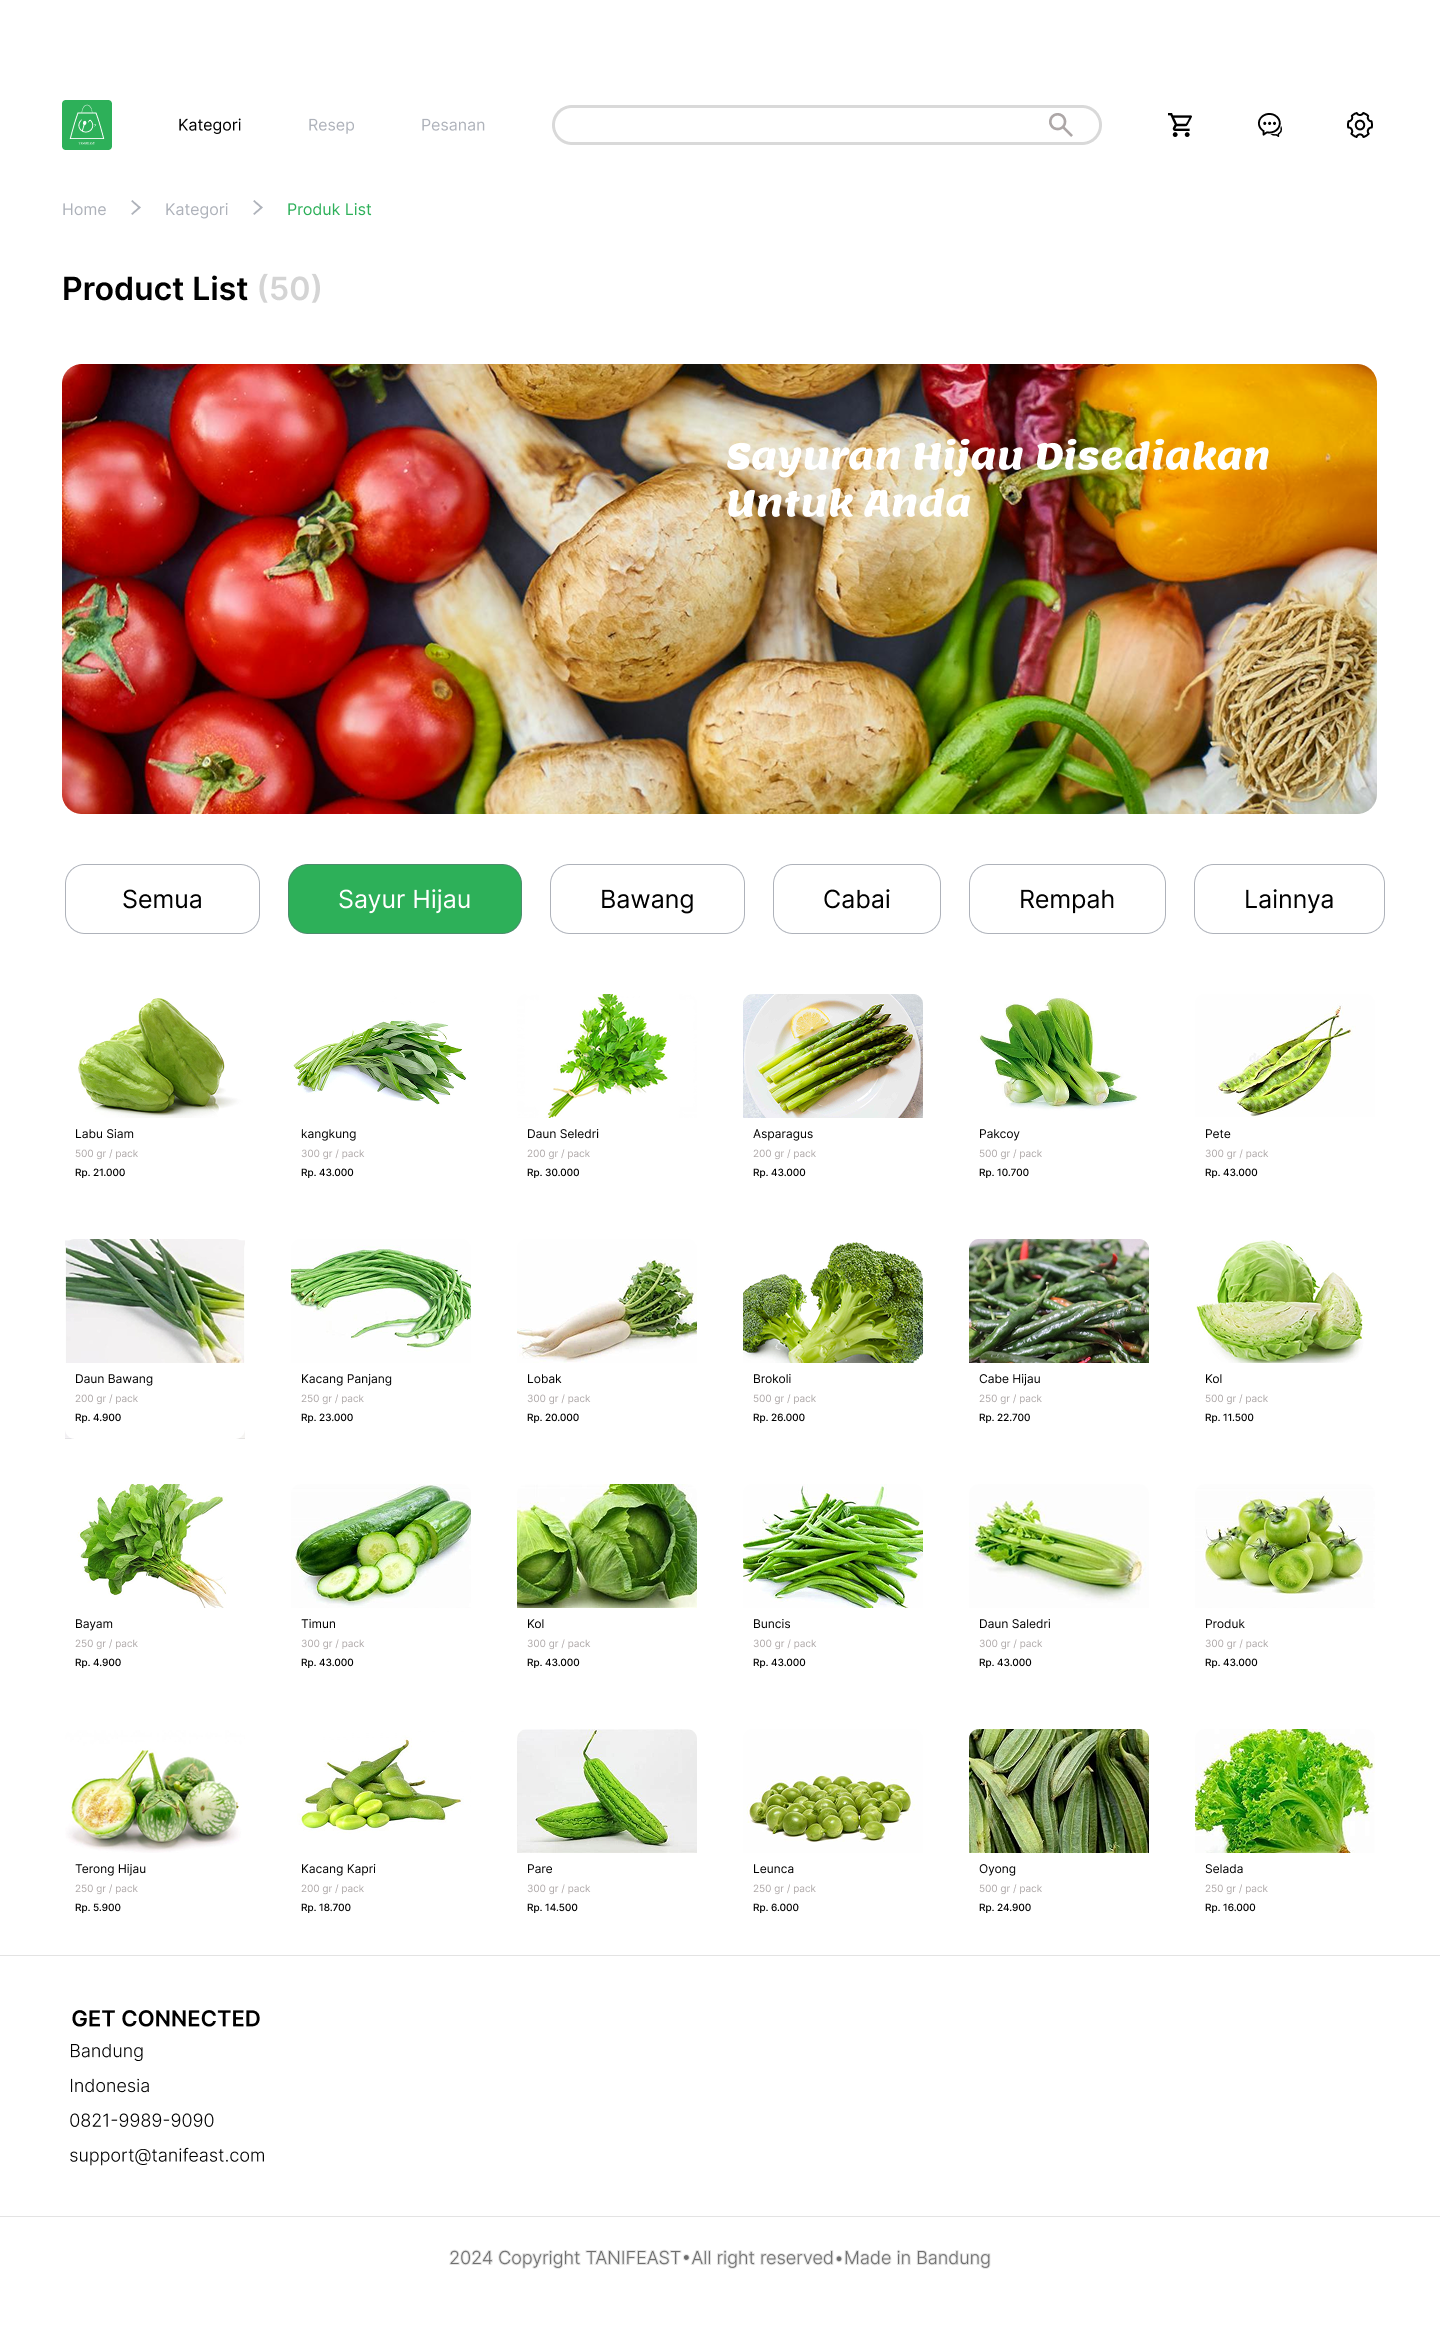 Kategori
Resep
Pesanan
Home
Kategori
Produk List
Product List (50)
Sayuran Hijau Disediakan
Untuk Anda
Semua
Sayur Hijau
Bawang
Cabai
Rempah
Lainnya
Labu Siam
500 gr / pack
Rp. 21.000
kangkung
300 gr / pack
Rp. 43.000
Daun Seledri
200 gr / pack
Rp. 30.000
Asparagus
200 gr / pack
Rp. 43.000
Pakcoy
500 gr / pack
Rp. 10.700
Pete
300 gr / pack
Rp. 43.000
Daun Bawang
200 gr / pack
Rp. 4.900
Kacang Panjang
250 gr / pack
Rp. 23.000
Lobak
300 gr / pack
Rp. 20.000
Brokoli
500 gr / pack
Rp. 26.000
Cabe Hijau
250 gr / pack
Rp. 22.700
Kol
500 gr / pack
Rp. 11.500
Bayam
250 gr / pack
Rp. 4.900
Timun
300 gr / pack
Rp. 43.000
Kol
300 gr / pack
Rp. 43.000
Buncis
300 gr / pack
Rp. 43.000
Daun Saledri
300 gr / pack
Rp. 43.000
Produk
300 gr / pack
Rp. 43.000
Terong Hijau
250 gr / pack
Rp. 5.900
Kacang Kapri
200 gr / pack
Rp. 18.700
Pare
300 gr / pack
Rp. 14.500
Leunca
250 gr / pack
Rp. 6.000
Oyong
500 gr / pack
Rp. 24.900
Selada
250 gr / pack
Rp. 16.000
GET CONNECTED
Bandung
Indonesia
0821-9989-9090
support@tanifeast.com
2024 Copyright TANIFEAST•All right reserved•Made in Bandung